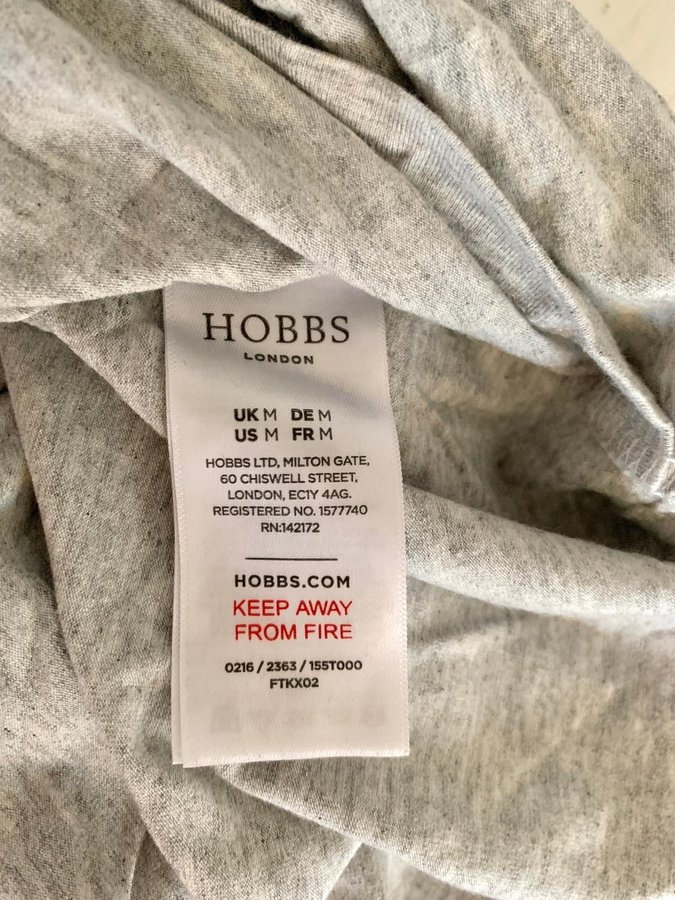 HOBBS
LONDON
UK M DE M
US M FR M
HOBBS LTD, MILTON GATE,
60 CHISWELL STREET,
LONDON, EC1Y 4AG.
REGISTERED NO. 1577740
RN:142172
HOBBS.COM
KEEP AWAY
FROM FIRE
0216 / 2363 / 155T000
FTKX02